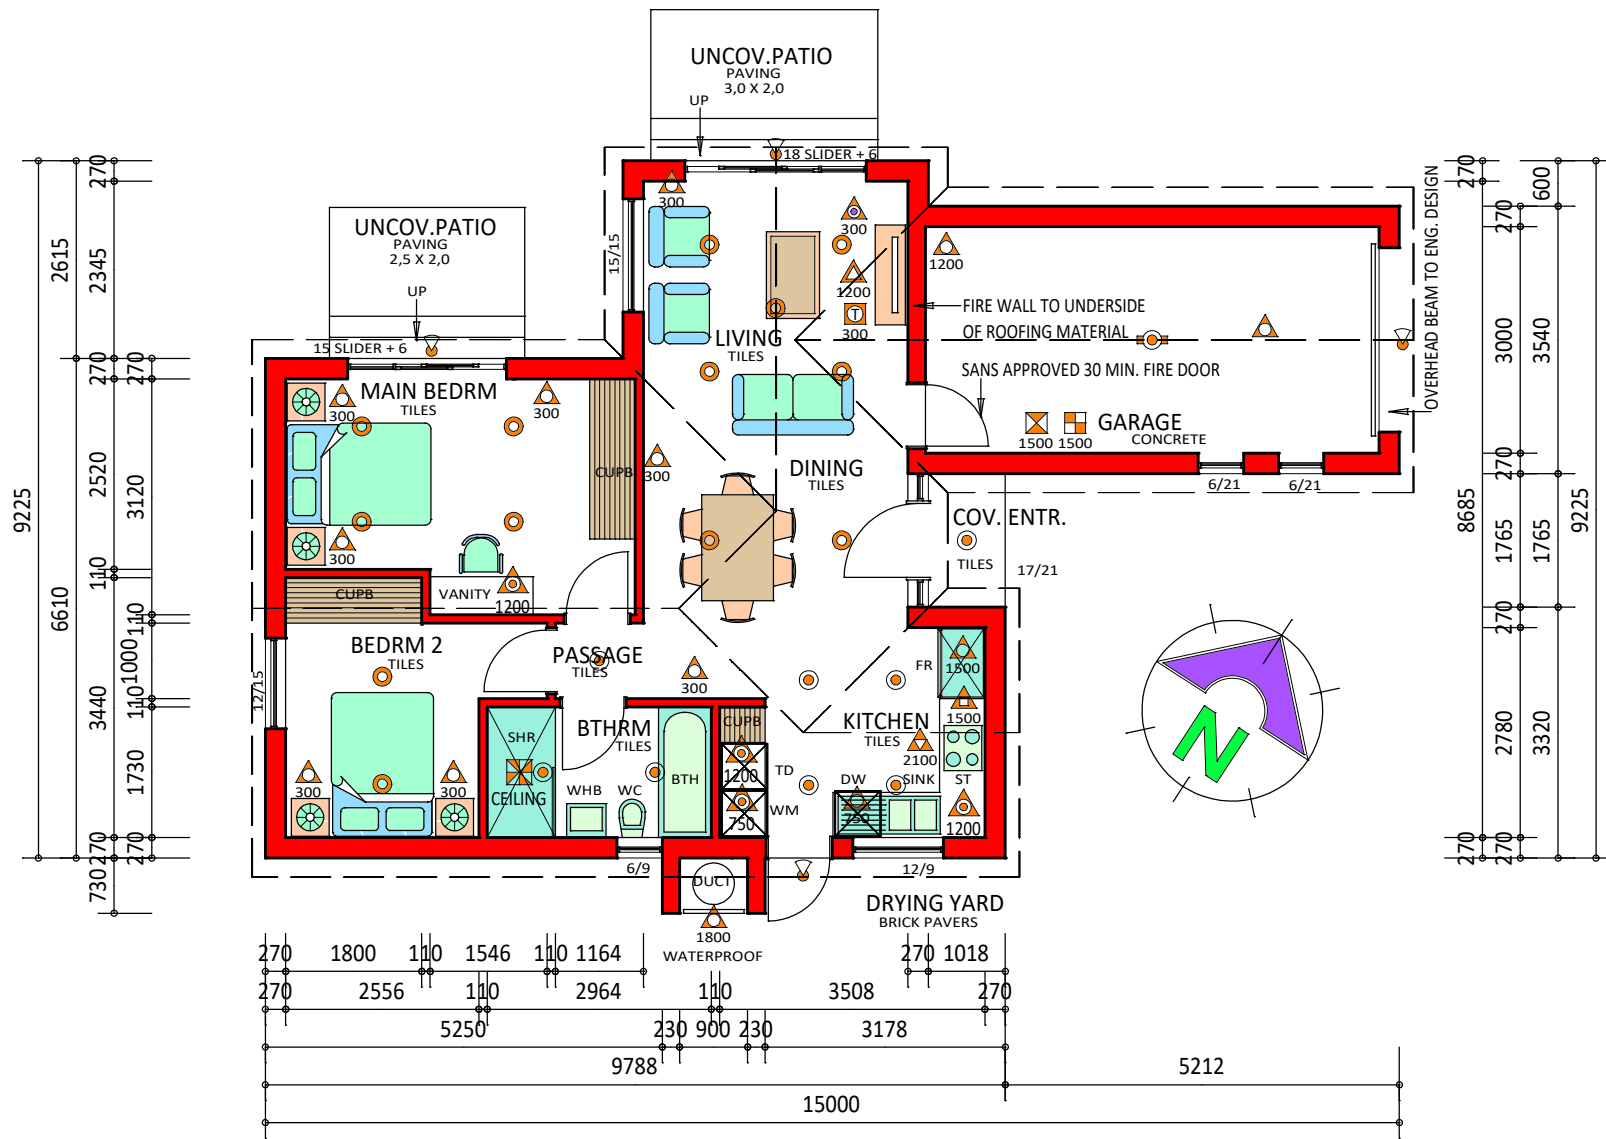 UNCOV.PATIO
PAVING
3,0 X 2,0
UP
18 SLIDER + 6
UNCOV.PATIO
PAVING
2,5 X 2,0
UP
15 SLIDER + 6
15/15
300
300
1200
T
300
LIVING
TILES
1200
FIRE WALL TO UNDERSIDE
OF ROOFING MATERIAL
SANS APPROVED 30 MIN. FIRE DOOR
OVERHEAD BEAM TO ENG. DESIGN
1500
1500
GARAGE
CONCRETE
6/21
6/21
MAIN BEDRM
TILES
300
300
CUPB
300
300
VANITY
1200
DINING
TILES
COV. ENTR.
TILES
17/21
CUPB
BEDRM 2
TILES
12/15
300
300
PASSAGE
TILES
300
BTHRM
TILES
SHR
CEILING
WHB
WC
BTH
6/9
CUPB
1200
TD
750
WM
KITCHEN
TILES
FR
1500
1500
2100
ST
DW
SINK
750
1200
12/9
DUCT
1800
WATERPROOF
DRYING YARD
BRICK PAVERS
N
9225
2615
6610
270
2345
270
2520
110
3440
270
730
270
3120
110
1000
110
1730
270
270
8685
270
270
3000
270
1765
270
2780
270
600
3540
1765
3320
9225
270
1800
110
1546
110
1164
270
1018
270
2556
110
2964
110
3508
270
5250
230
900
230
3178
9788
5212
15000